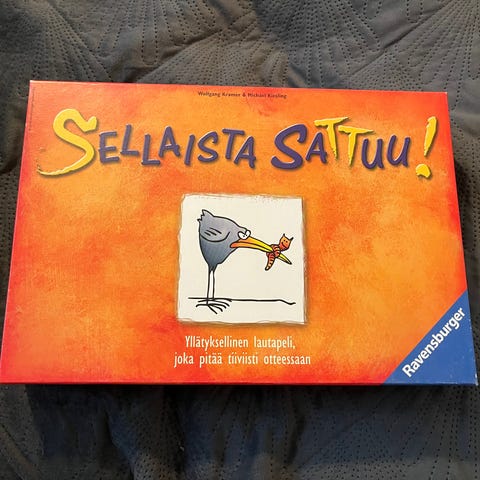 Wolfgang Kramer & Michael Kiesling
SELLAISTA SATTUU!
Yllätyksellinen lautapeli,
joka pitää tiiviisti otteessaan
Ravensburger